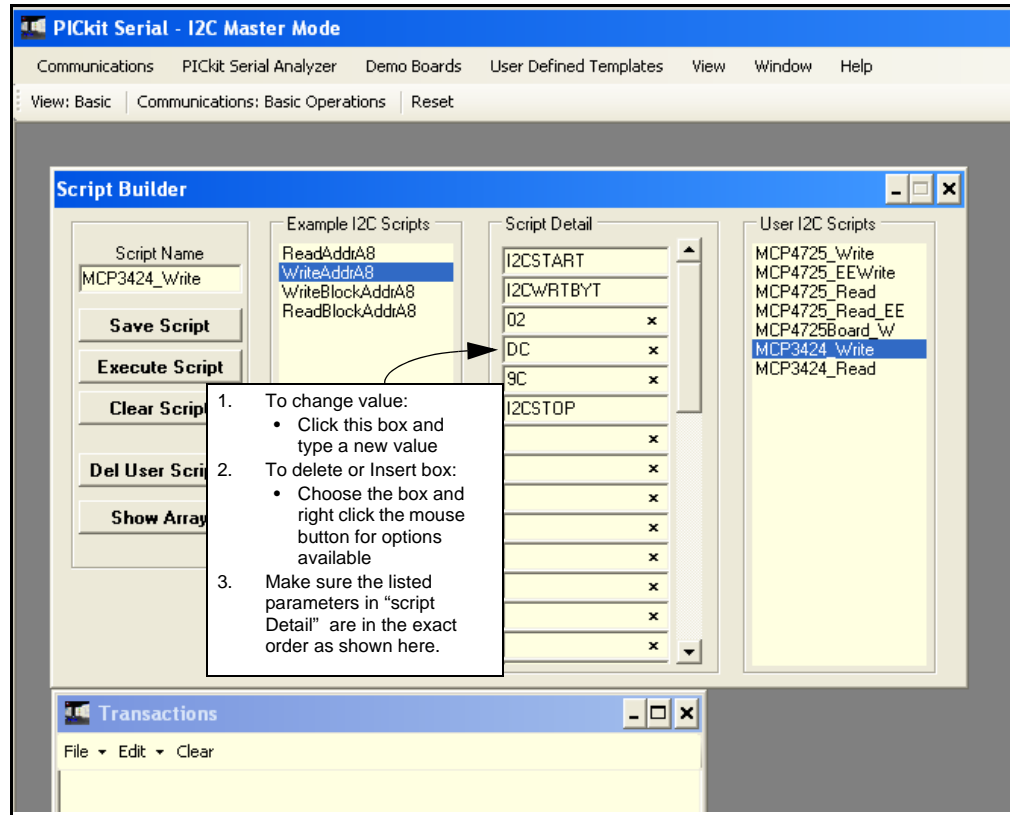 PICkit Serial - I2C Master Mode
Communications PICkit Serial Analyzer Demo Boards User Defined Templates View Window Help
View: Basic Communications: Basic Operations Reset
Script Builder
Script Name
MCP3424_Write
Save Script
Execute Script
Clear Script
Del User Scrip
Show Array
Example I2C Scripts
ReadAddrA8
WriteAddrA8
WriteBlockAddrA8
ReadBlockAddrA8
Script Detail
I2CSTART
I2CWRTBYT
02 x
DC x
9C x
I2CSTOP
x
x
x
x
x
x
x
x
User I2C Scripts
MCP4725_Write
MCP4725_EEWrite
MCP4725_Read
MCP4725_Read_EE
MCP4725Board_W
MCP3424_Write
MCP3424_Read
1. To change value:
• Click this box and
type a new value
2. To delete or Insert box:
• Choose the box and
right click the mouse
button for options
available
3. Make sure the listed
parameters in “script
Detail” are in the exact
order as shown here.
Transactions
File Edit Clear